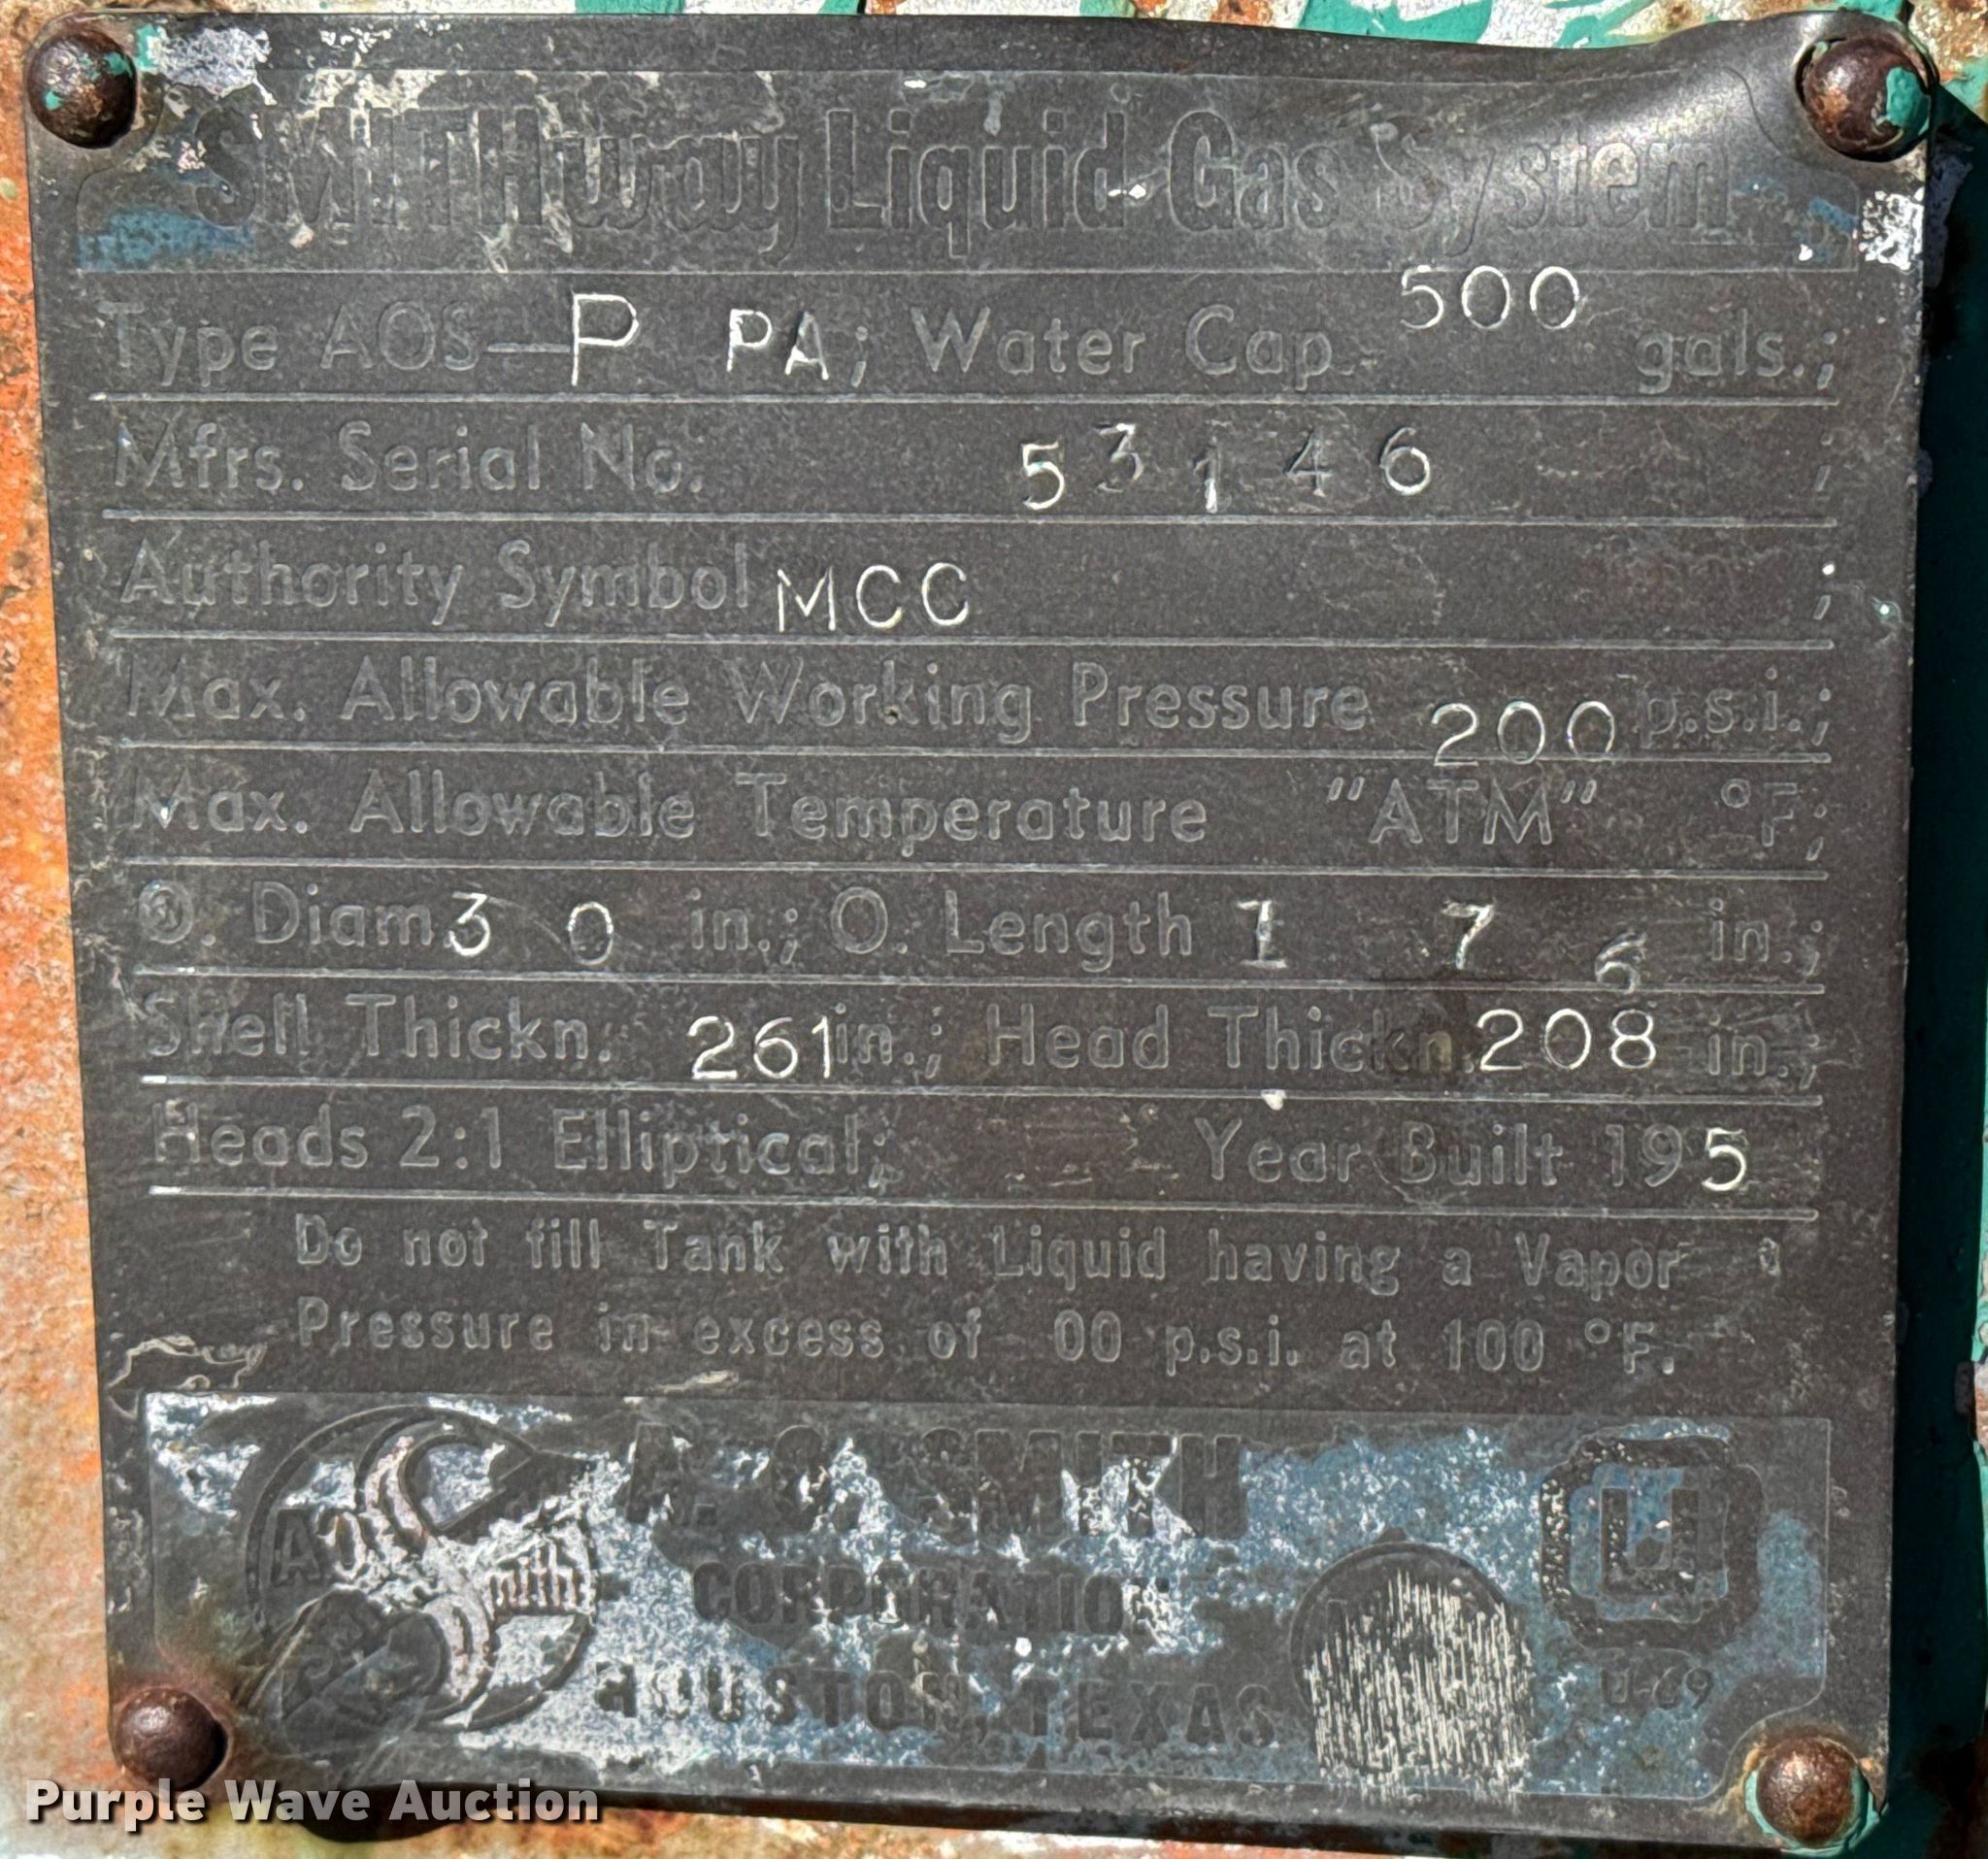 SMITHway Liquid Gas System
Type AOS—P PA; Water Cap. 500 gals.;
Mfrs. Serial No. 53146 ;
Authority Symbol MCC ;
Max. Allowable Working Pressure 200 p.s.i.;
Max. Allowable Temperature "ATM" °F;
O. Diam. 30 in.; O. Length 176 in.;
Shell Thickn. 261 in.; Head Thickn. 208 in.;
Heads 2:1 Elliptical; Year Built 195
Do not fill Tank with Liquid having a Vapor
Pressure in excess of 00 p.s.i. at 100 °F.
AOSmith
A. O. SMITH
CORPORATION
HOUSTON, TEXAS
U
U-69
Purple Wave Auction